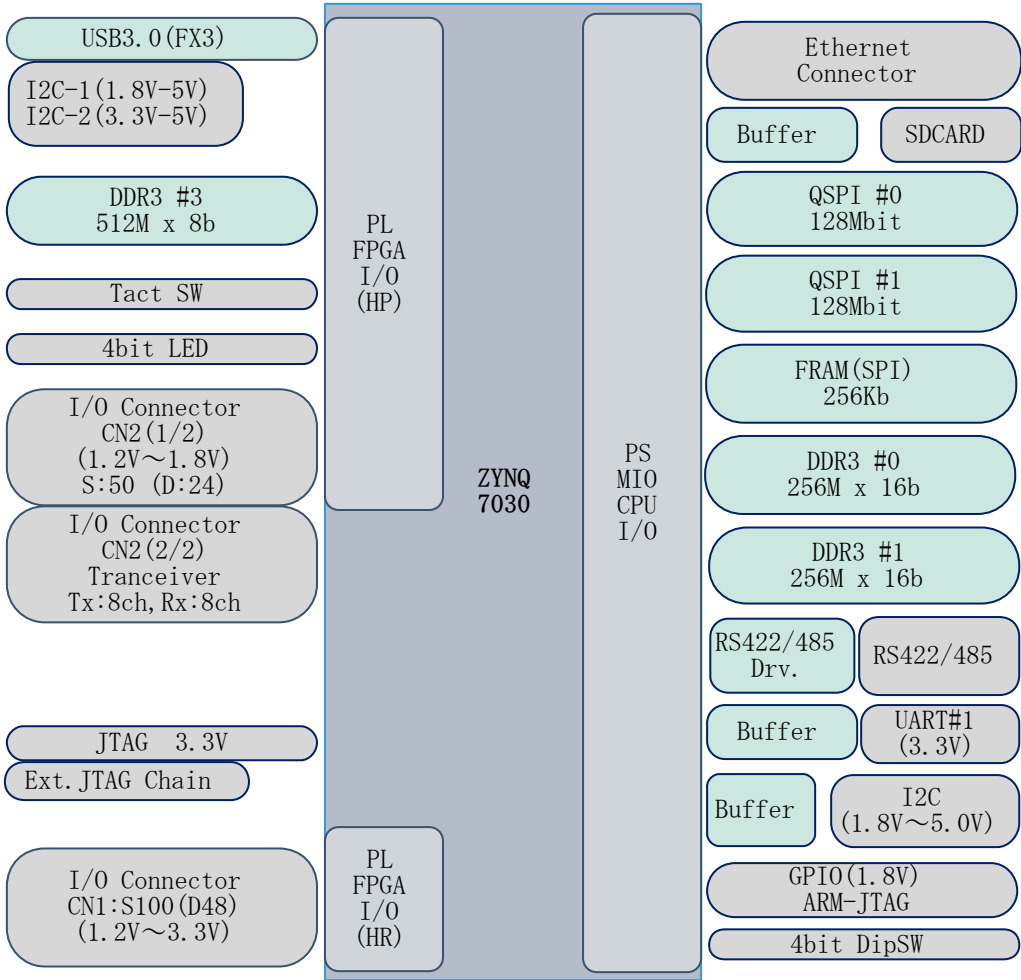 USB3.0(FX3)
I2C-1(1.8V-5V)
I2C-2(3.3V-5V)
DDR3 #3
512M x 8b
Tact SW
4bit LED
I/O Connector
CN2(1/2)
(1.2V～1.8V)
S:50 (D:24)
I/O Connector
CN2(2/2)
Tranceiver
Tx:8ch,Rx:8ch
JTAG 3.3V
Ext.JTAG Chain
I/O Connector
CN1:S100(D48)
(1.2V～3.3V)
PL
FPGA
I/O
(HP)
PL
FPGA
I/O
(HR)
ZYNQ
7030
PS
MIO
CPU
I/O
Ethernet
Connector
Buffer
SDCARD
QSPI #0
128Mbit
QSPI #1
128Mbit
FRAM(SPI)
256Kb
DDR3 #0
256M x 16b
DDR3 #1
256M x 16b
RS422/485
Drv.
RS422/485
Buffer
UART#1
(3.3V)
Buffer
I2C
(1.8V～5.0V)
GPIO(1.8V)
ARM-JTAG
4bit DipSW